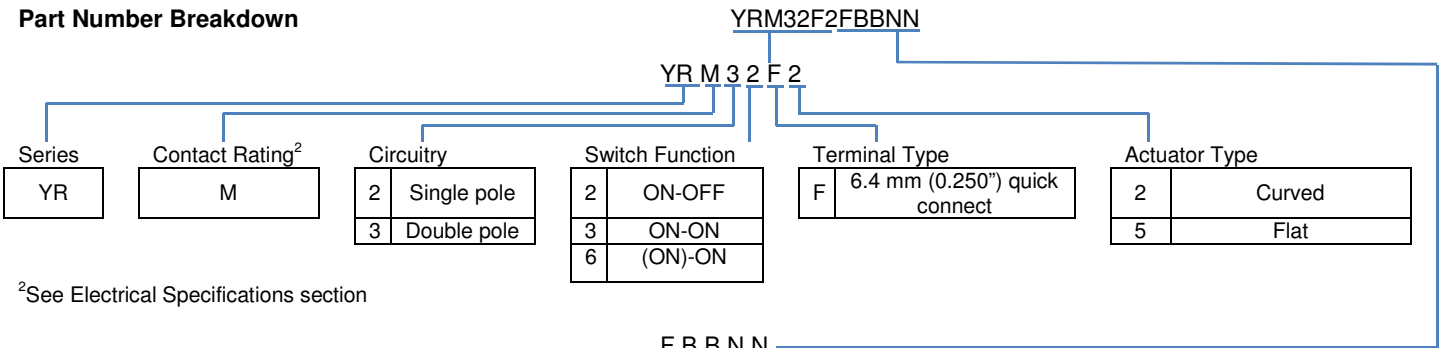 Part Number Breakdown
YRM32F2FBBNN
YR M 3 2 F 2
Series
Contact Rating2
Circuitry
Switch Function
Terminal Type
Actuator Type
YR
M
2 Single pole
3 Double pole
2 ON-OFF
3 ON-ON
6 (ON)-ON
F 6.4 mm (0.250”) quick
connect
2 Curved
5 Flat
2See Electrical Specifications section
F B B N N